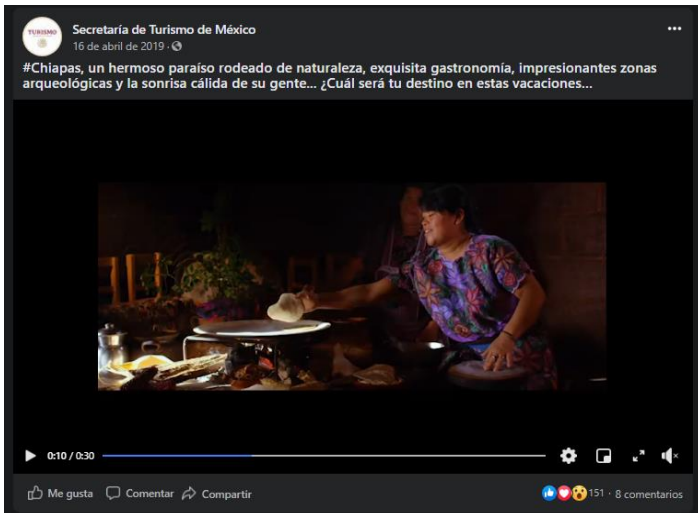 TURISMO
Secretaría de Turismo de México
16 de abril de 2019 ·
#Chiapas, un hermoso paraíso rodeado de naturaleza, exquisita gastronomía, impresionantes zonas
arqueológicas y la sonrisa cálida de su gente... ¿Cuál será tu destino en estas vacaciones...
0:10 / 0:30
Me gusta Comentar Compartir 151 · 8 comentarios